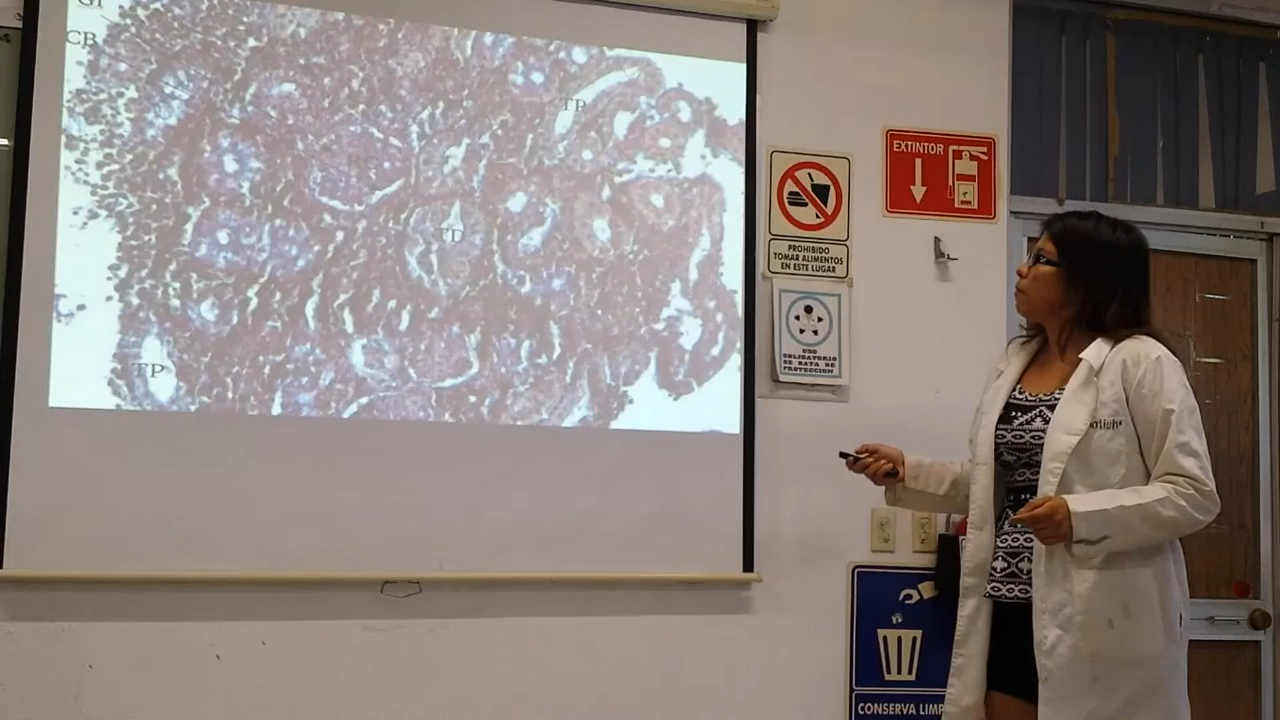 GI
CB
TP
TD
TP
EXTINTOR
PROHIBIDO
TOMAR ALIMENTOS
EN ESTE LUGAR
USO
OBLIGATORIO
DE BATA DE
PROTECCION
CONSERVA LIMP